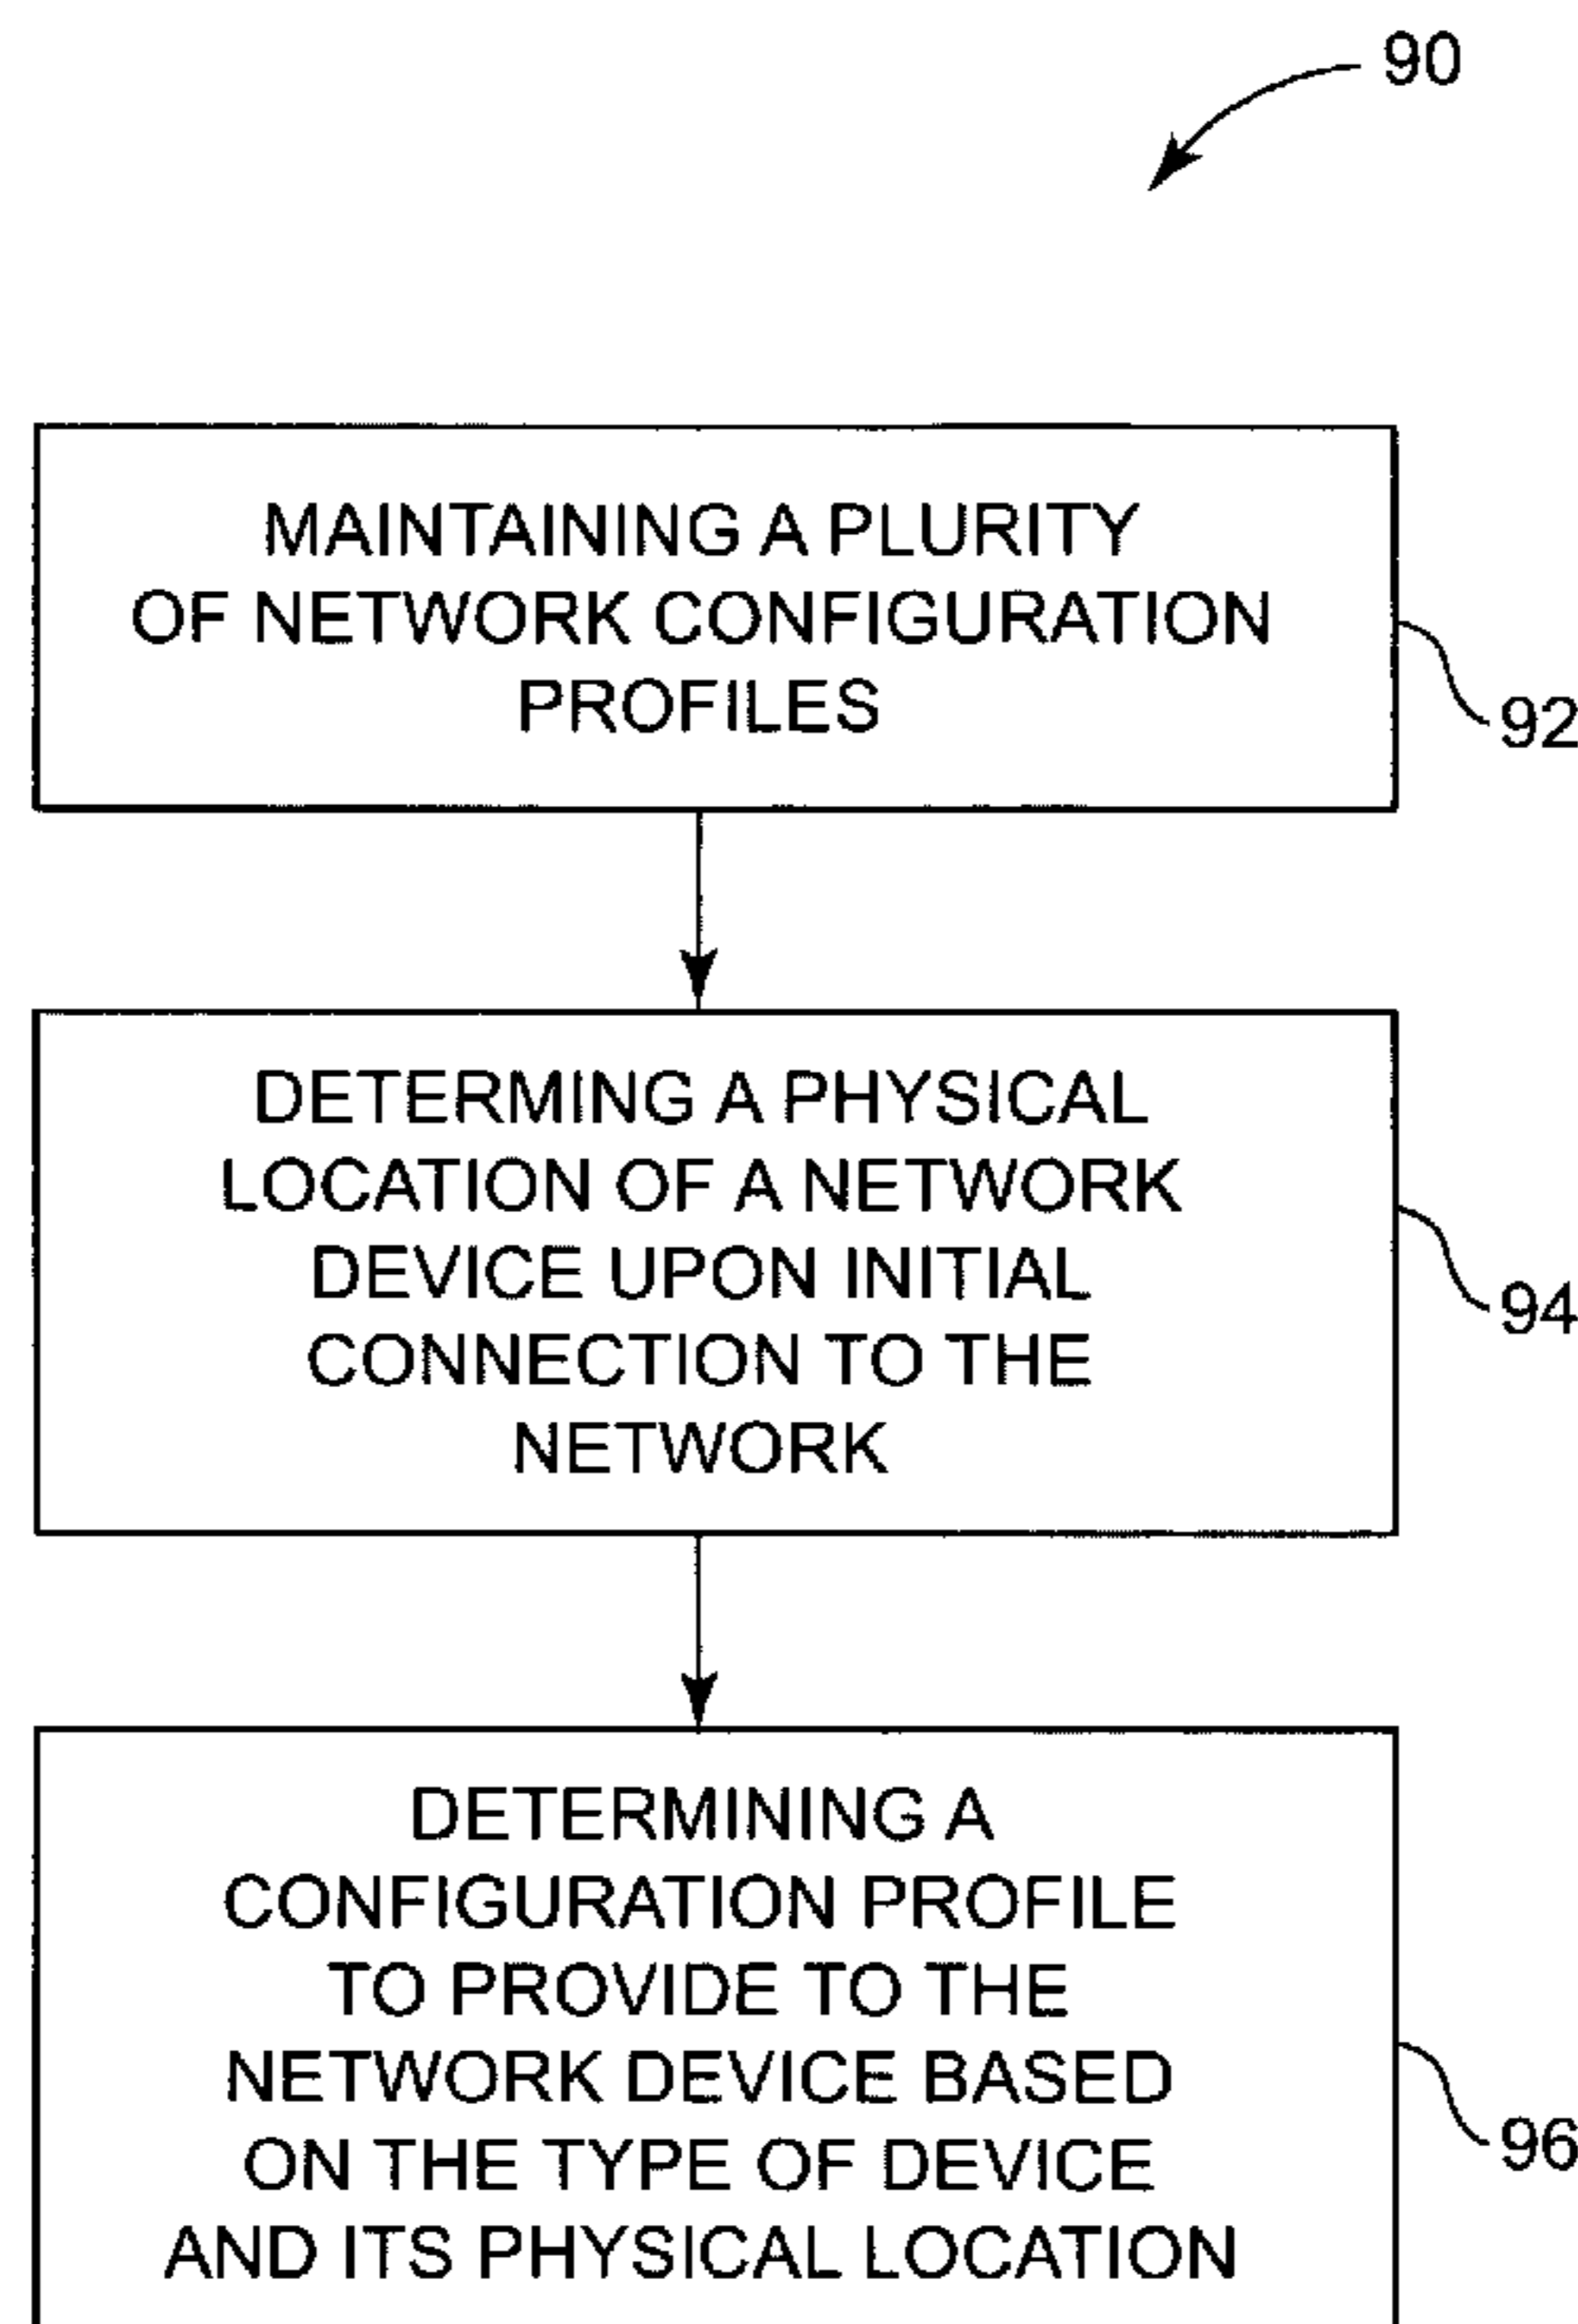 90
MAINTAINING A PLURITY
OF NETWORK CONFIGURATION
PROFILES
92
DETERMING A PHYSICAL
LOCATION OF A NETWORK
DEVICE UPON INITIAL
CONNECTION TO THE
NETWORK
94
DETERMINING A
CONFIGURATION PROFILE
TO PROVIDE TO THE
NETWORK DEVICE BASED
ON THE TYPE OF DEVICE
AND ITS PHYSICAL LOCATION
96